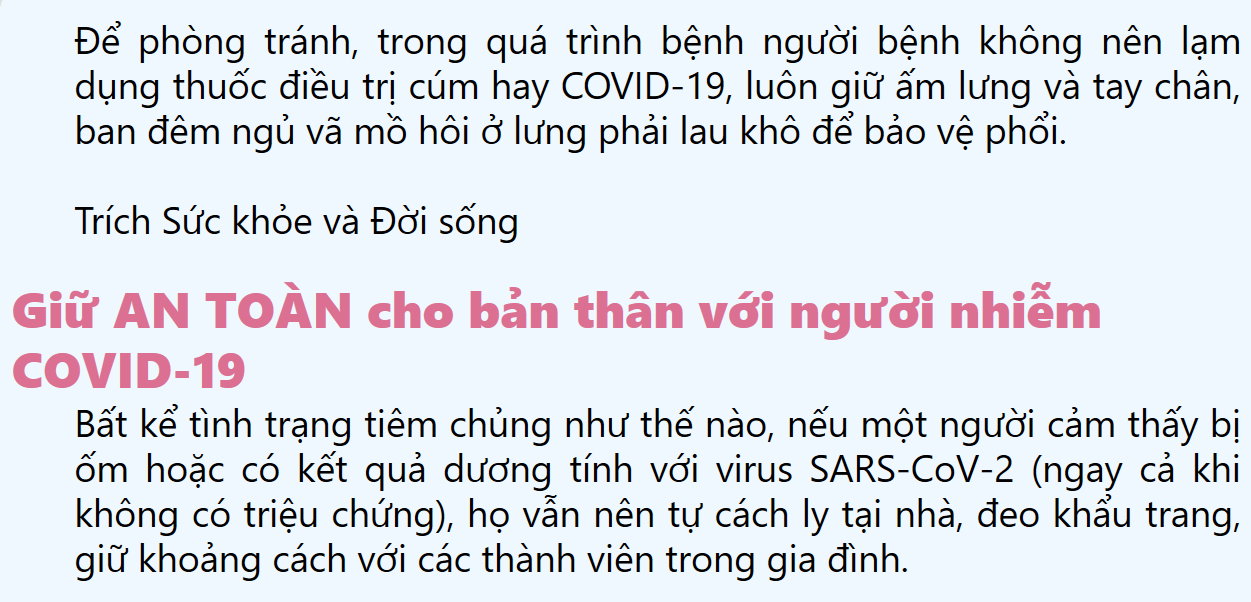 Để phòng tránh, trong quá trình bệnh người bệnh không nên lạm
dụng thuốc điều trị cúm hay COVID-19, luôn giữ ấm lưng và tay chân,
ban đêm ngủ vã mồ hôi ở lưng phải lau khô để bảo vệ phổi.
Trích Sức khỏe và Đời sống
Giữ AN TOÀN cho bản thân với người nhiễm
COVID-19
Bất kể tình trạng tiêm chủng như thế nào, nếu một người cảm thấy bị
ốm hoặc có kết quả dương tính với virus SARS-CoV-2 (ngay cả khi
không có triệu chứng), họ vẫn nên tự cách ly tại nhà, đeo khẩu trang,
giữ khoảng cách với các thành viên trong gia đình.